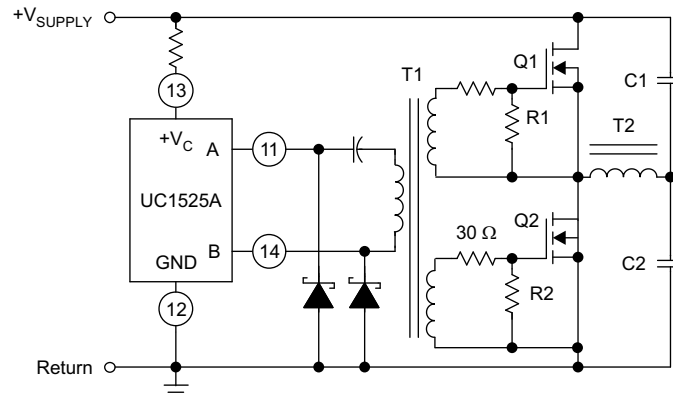 +VSUPPLY
13
+VC
A
11
UC1525A
B
14
GND
12
Return
T1
Q1
R1
C1
T2
30 Ω
Q2
R2
C2